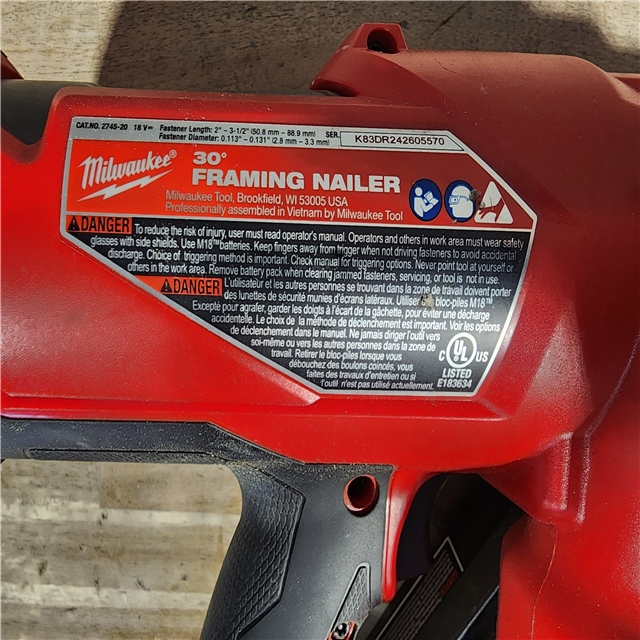 CAT.NO. 2745-20 18 V⎓ Fastener Length: 2" ~ 3-1/2" (50.8 mm ~ 88.9 mm) SER. K83DR242605570
Fastener Diameter: 0.113" ~ 0.131" (2.8 mm ~ 3.3 mm)
Milwaukee®
30°
FRAMING NAILER
Milwaukee Tool, Brookfield, WI 53005 USA
Professionally assembled in Vietnam by Milwaukee Tool
DANGER To reduce the risk of injury, user must read operator's manual. Operators and others in work area must wear safety
glasses with side shields. Use M18™ batteries. Keep fingers away from trigger when not driving fasteners to avoid accidental
discharge. Choice of triggering method is important. Check manual for triggering options. Never point tool at yourself or
others in the work area. Remove battery pack when clearing jammed fasteners, servicing, or tool is not in use.
DANGER L'utilisateur et les autres personnes se trouvant dans la zone de travail doivent porter
des lunettes de sécurité munies d'écrans latéraux. Utiliser bloc-piles M18™.
Excepté pour agrafer, garder les doigts à l'écart de la gâchette, pour éviter une décharge
accidentelle. Le choix de la méthode de déclenchement est important. Voir les options
de déclenchement dans le manuel. Ne jamais diriger l'outil vers
soi-même ou vers les autres personnes dans la zone de
travail. Retirer le bloc-piles lorsque vous
débouchez des boulons coincés, vous
faites des travaux d'entretien ou si
l'outil n'est pas utilisé actuellement.
C UL US
LISTED
E183634